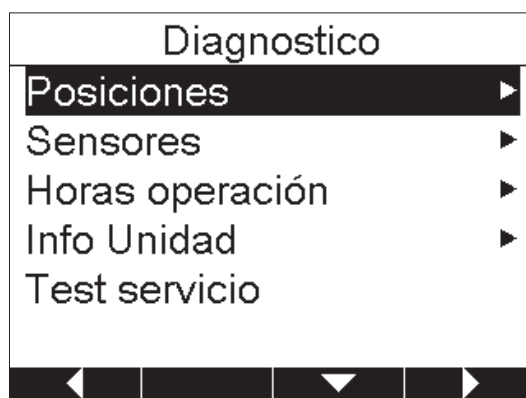 Diagnostico
Posiciones
Sensores
Horas operación
Info Unidad
Test servicio